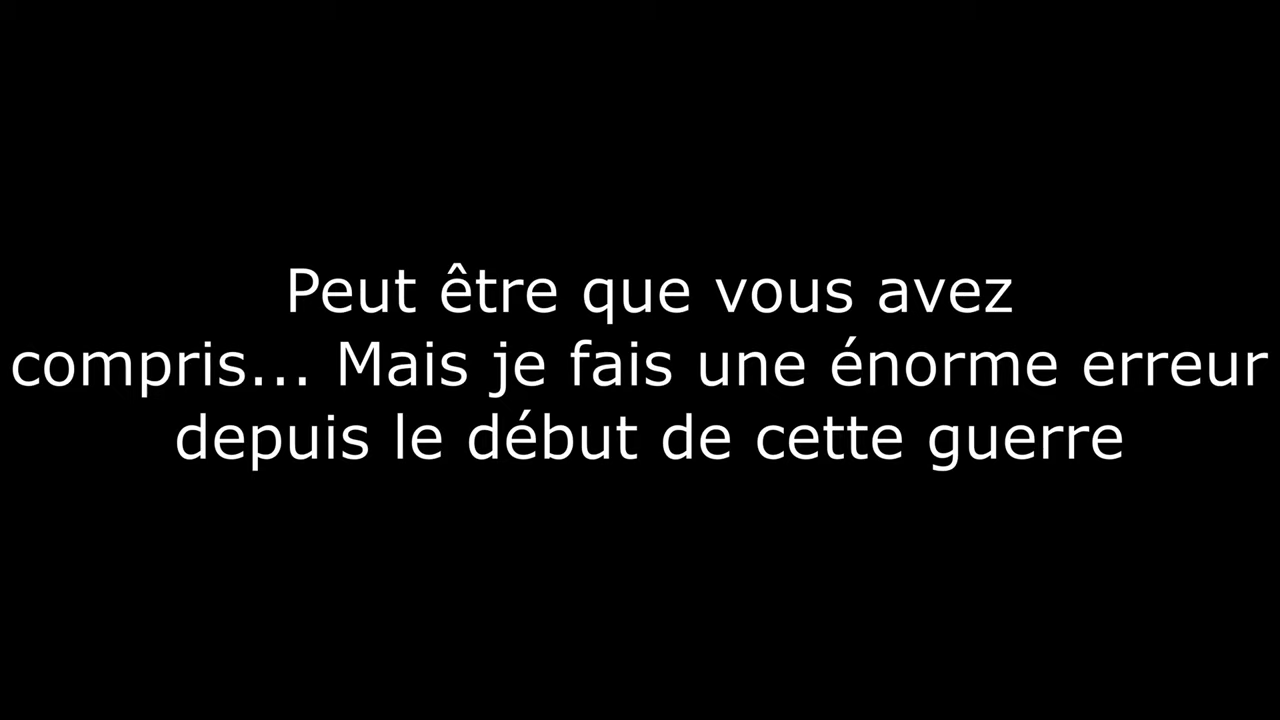 Peut être que vous avez
compris... Mais je fais une énorme erreur
depuis le début de cette guerre